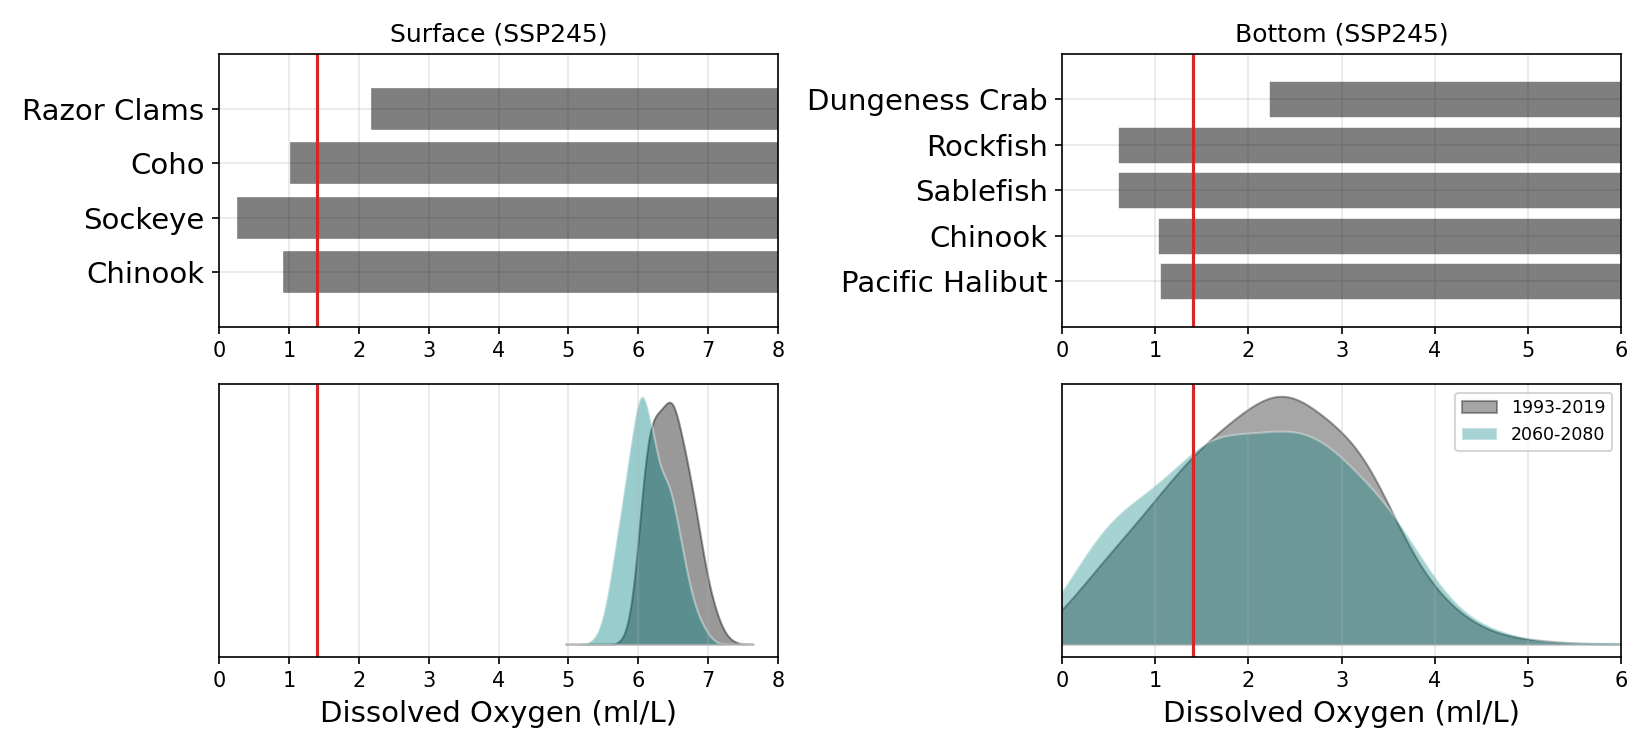 Surface (SSP245)
Razor Clams
Coho
Sockeye
Chinook
0 1 2 3 4 5 6 7 8
0 1 2 3 4 5 6 7 8
Dissolved Oxygen (ml/L)
Bottom (SSP245)
Dungeness Crab
Rockfish
Sablefish
Chinook
Pacific Halibut
0 1 2 3 4 5 6
1993-2019
2060-2080
0 1 2 3 4 5 6
Dissolved Oxygen (ml/L)